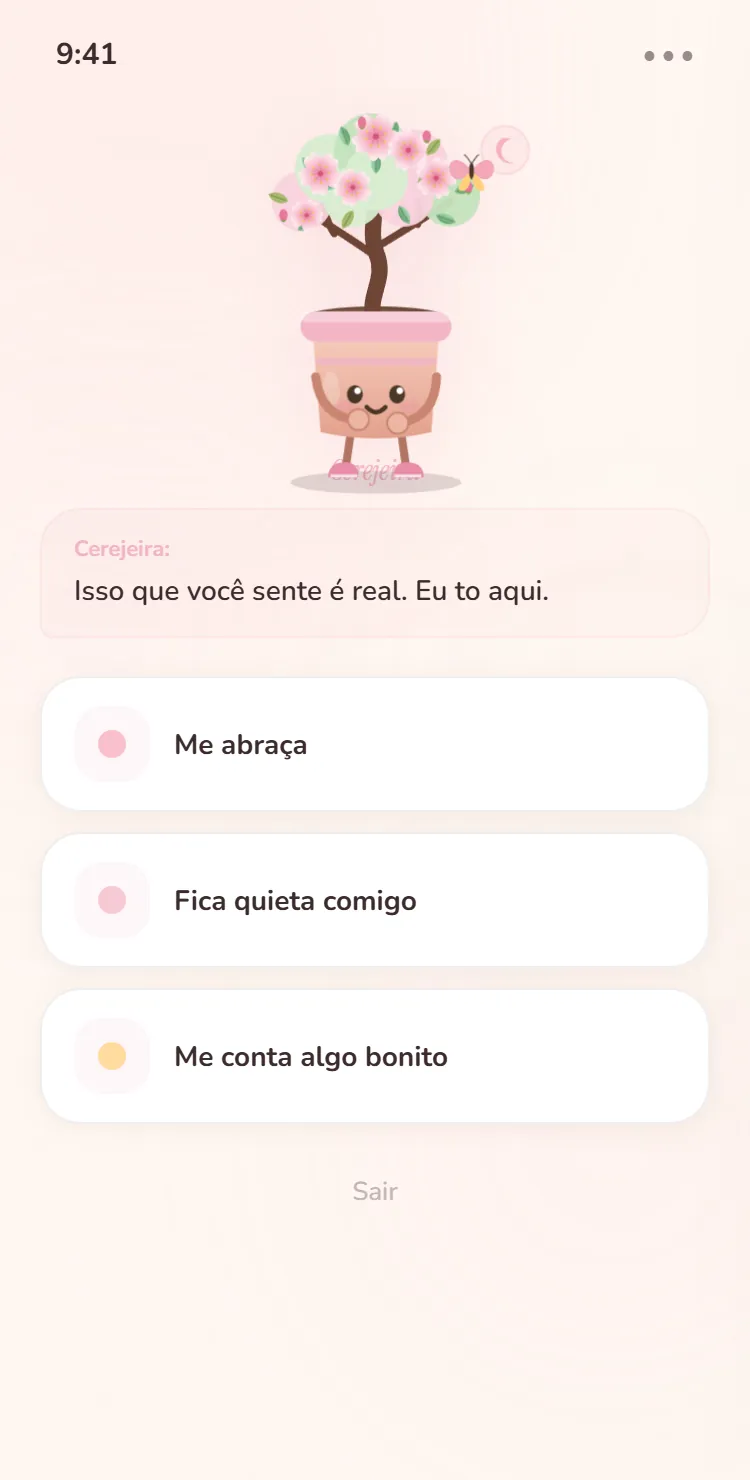 9:41
Cerejeira
Cerejeira:
Isso que você sente é real. Eu to aqui.
Me abraça
Fica quieta comigo
Me conta algo bonito
Sair